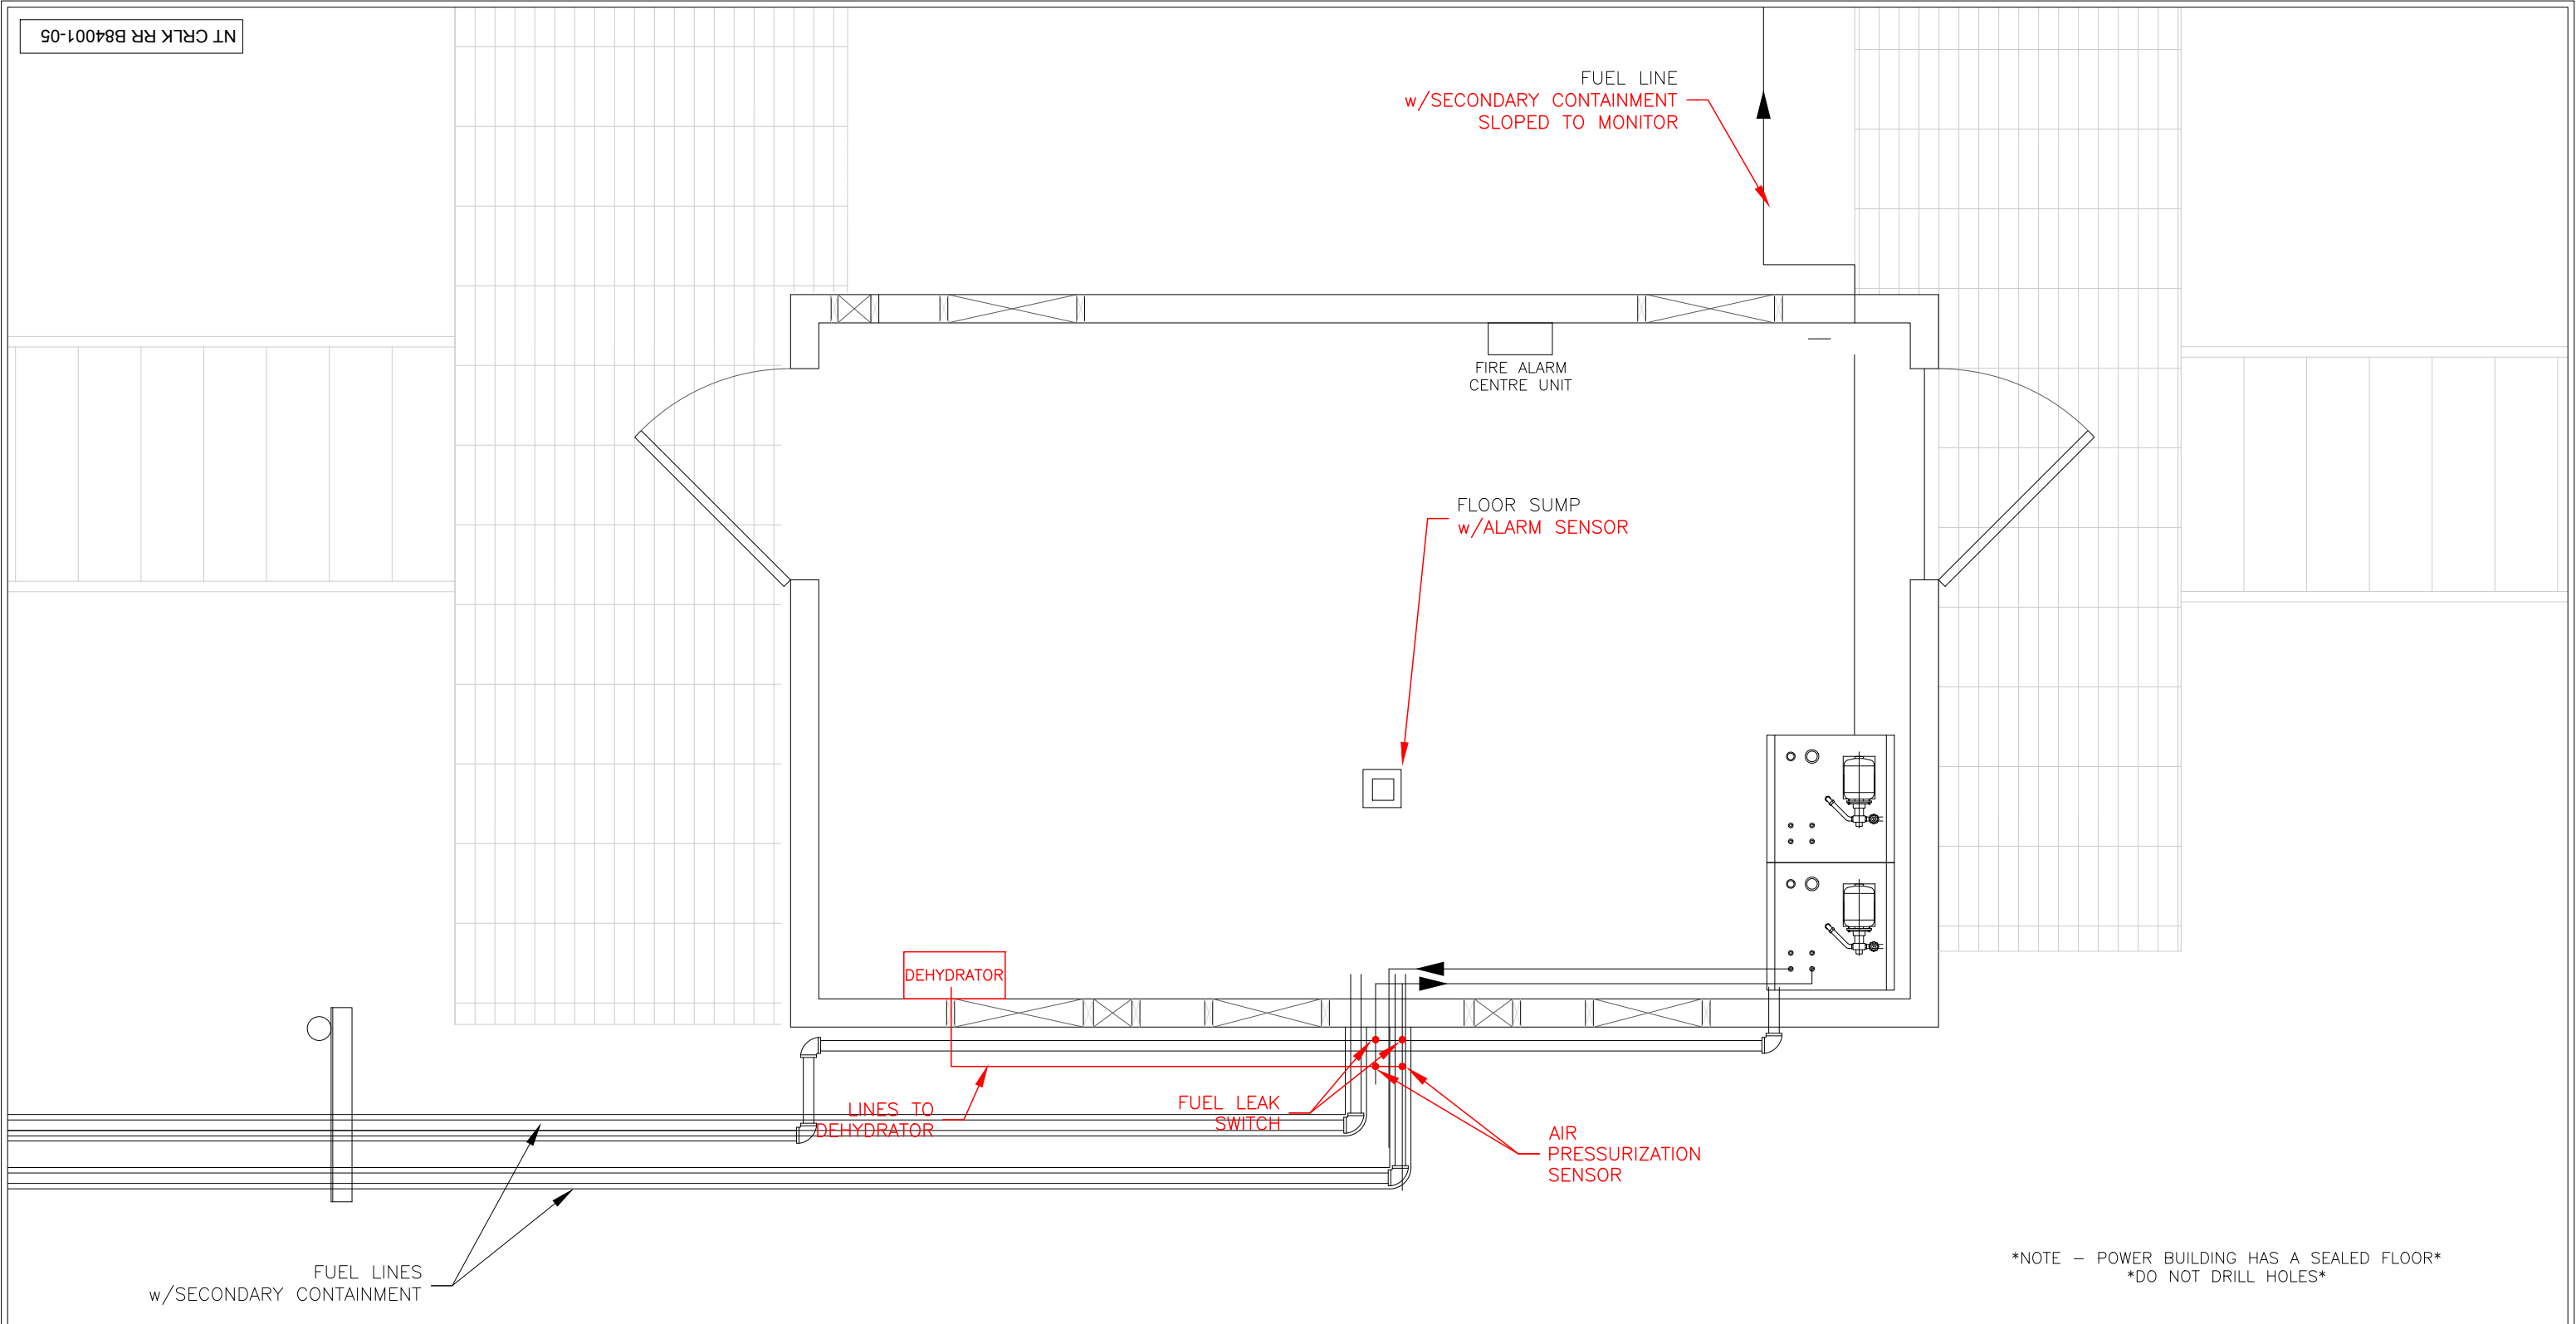 NT CRLK RR B84001-05
FUEL LINE
w/SECONDARY CONTAINMENT
SLOPED TO MONITOR
FIRE ALARM
CENTRE UNIT
FLOOR SUMP
w/ALARM SENSOR
DEHYDRATOR
LINES TO
DEHYDRATOR
FUEL LEAK
SWITCH
AIR
PRESSURIZATION
SENSOR
FUEL LINES
w/SECONDARY CONTAINMENT
*NOTE – POWER BUILDING HAS A SEALED FLOOR*
*DO NOT DRILL HOLES*